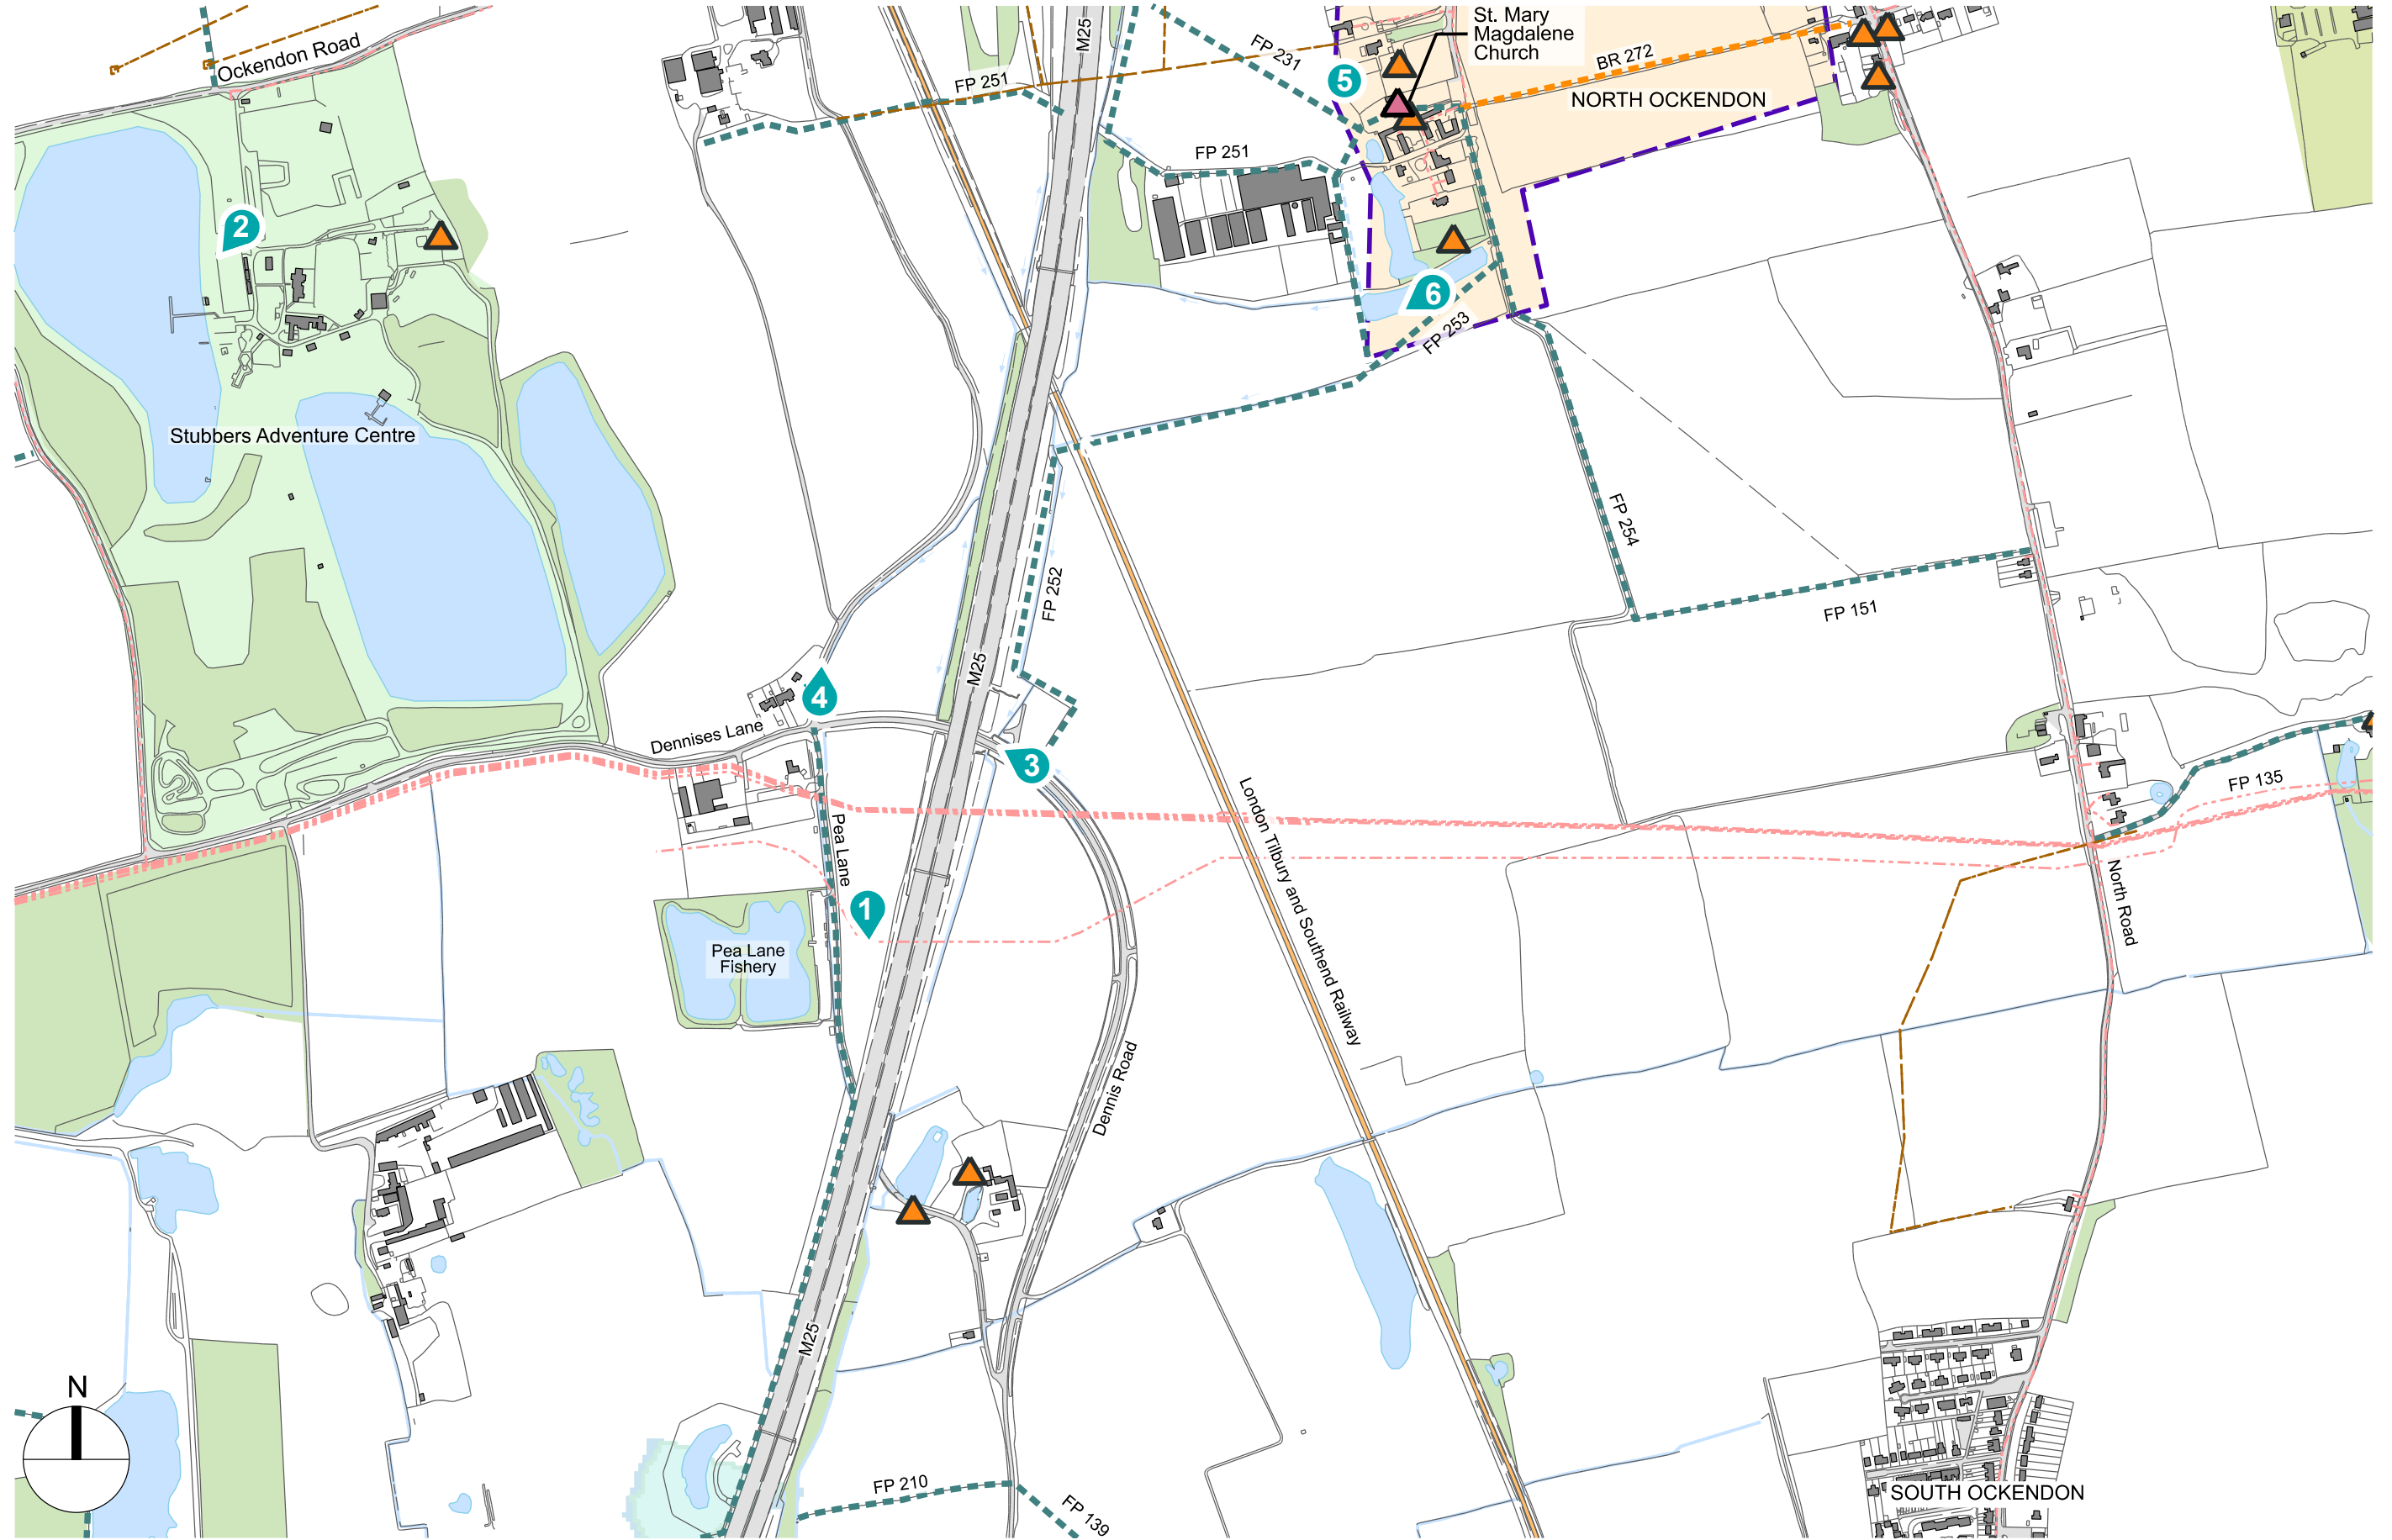 St. Mary
Magdalene
Church
M25
Ockendon Road
FP 231
BR 272
FP 251
5
NORTH OCKENDON
FP 251
2
6
FP 253
Stubbers Adventure Centre
FP 254
FP 252
FP 151
M25
4
Dennises Lane
3
FP 135
London Tilbury and Southend Railway
Pea Lane
North Road
1
Pea Lane
Fishery
Dennis Road
M25
N
FP 210
SOUTH OCKENDON
FP 139